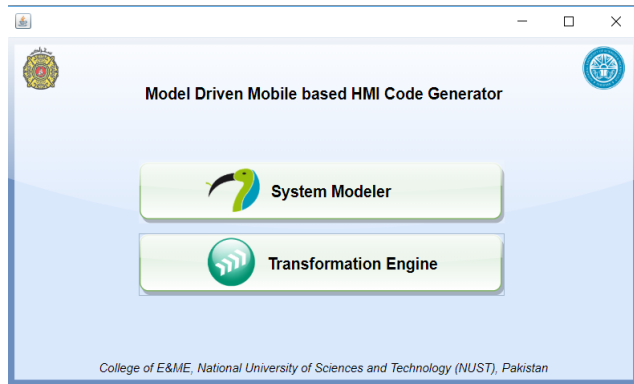 Model Driven Mobile based HMI Code Generator
System Modeler
Transformation Engine
College of E&ME, National University of Sciences and Technology (NUST), Pakistan